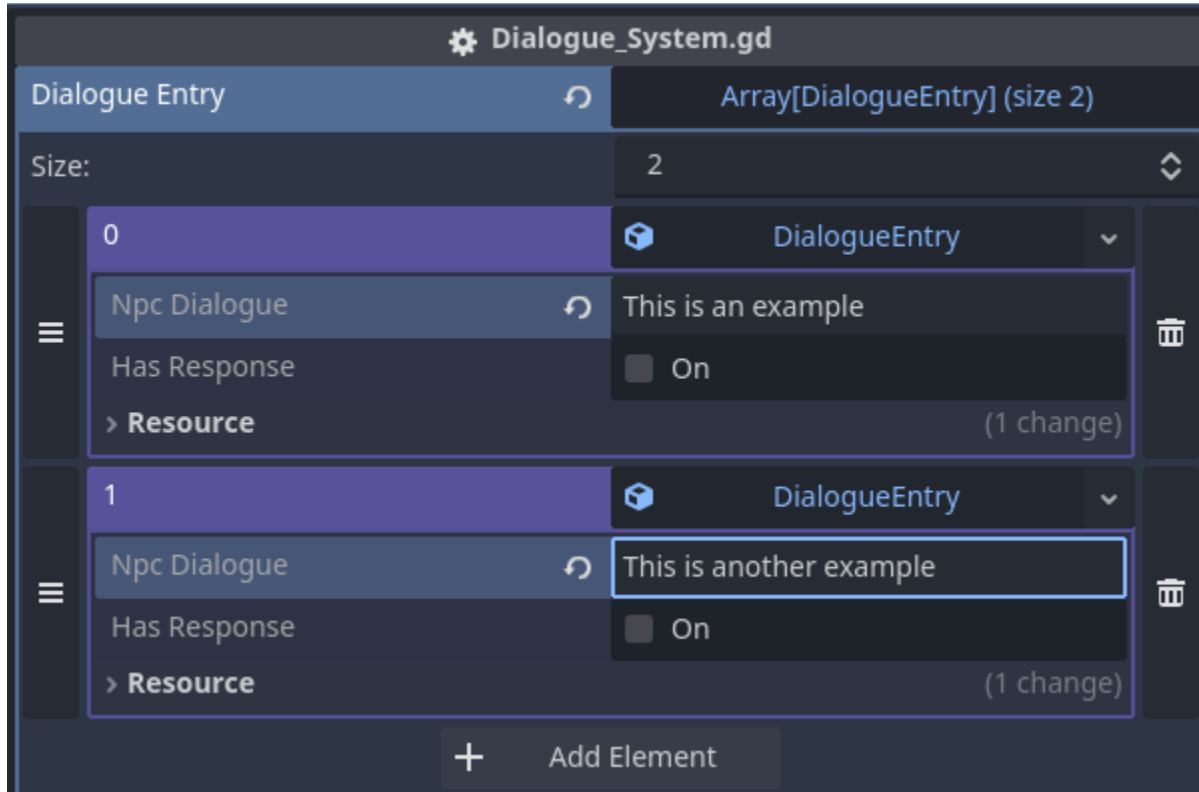 Dialogue_System.gd
Dialogue Entry Array[DialogueEntry] (size 2)
Size: 2
0 DialogueEntry
Npc Dialogue This is an example
Has Response On
Resource (1 change)
1 DialogueEntry
Npc Dialogue This is another example
Has Response On
Resource (1 change)
Add Element